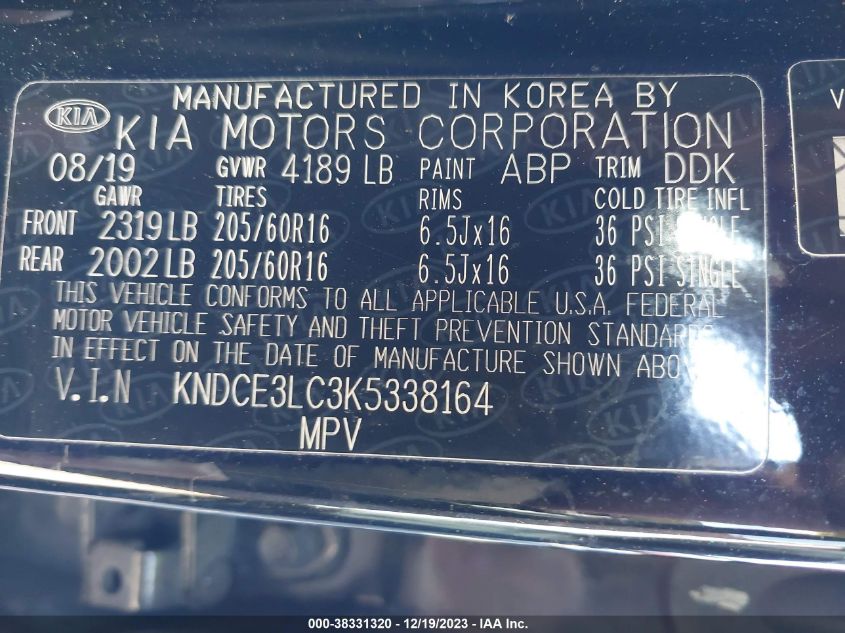 KIA
MANUFACTURED IN KOREA BY
KIA MOTORS CORPORATION
08/19 GVWR 4189 LB PAINT ABP TRIM DDK
GAWR TIRES RIMS COLD TIRE INFL
FRONT 2319 LB 205/60R16 6.5Jx16 36 PSI SINGLE
REAR 2002 LB 205/60R16 6.5Jx16 36 PSI SINGLE
THIS VEHICLE CONFORMS TO ALL APPLICABLE U.S.A. FEDERAL
MOTOR VEHICLE SAFETY AND THEFT PREVENTION STANDARDS
IN EFFECT ON THE DATE OF MANUFACTURE SHOWN ABOVE.
V.I.N KNDCE3LC3K5338164
MPV
V
000-38331320 - 12/19/2023 - IAA Inc.